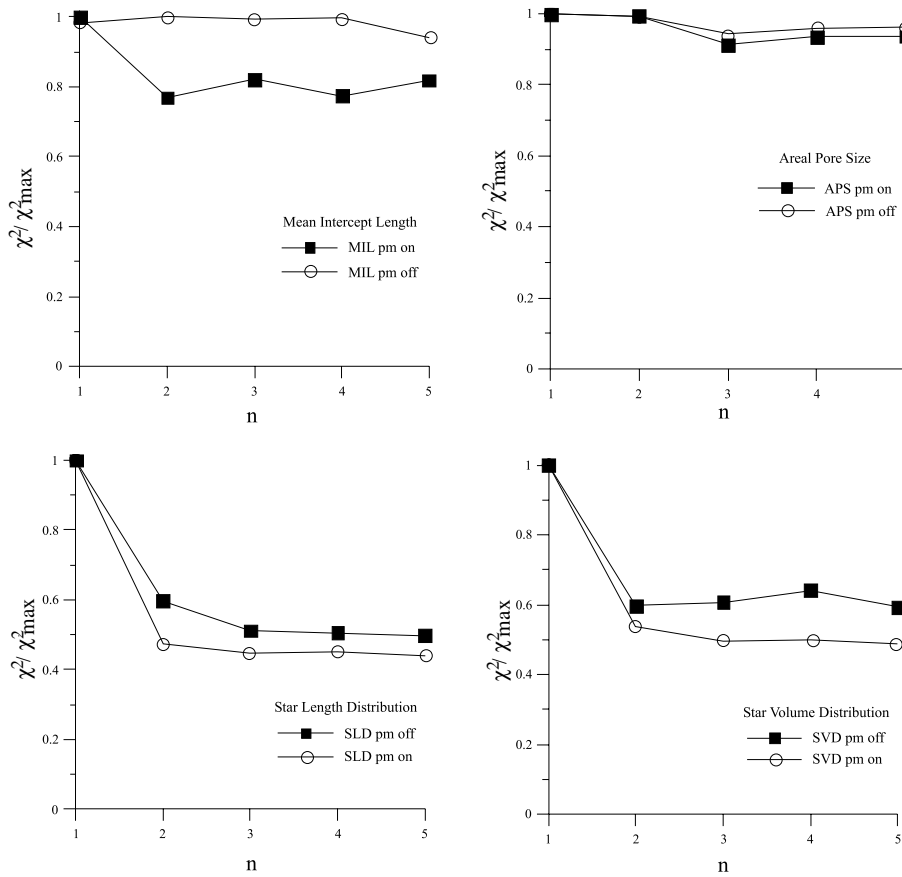 1
0.8
0.6
0.4
0.2
0
χ²/ χ²max
Mean Intercept Length
MIL pm on
MIL pm off
1 2 3 4 5
n
1
0.8
0.6
0.4
0.2
0
χ²/ χ²max
Areal Pore Size
APS pm on
APS pm off
1 2 3 4 5
n
1
0.8
0.6
0.4
0.2
0
χ²/ χ²max
Star Length Distribution
SLD pm off
SLD pm on
1 2 3 4 5
n
1
0.8
0.6
0.4
0.2
0
χ²/ χ²max
Star Volume Distribution
SVD pm off
SVD pm on
1 2 3 4 5
n